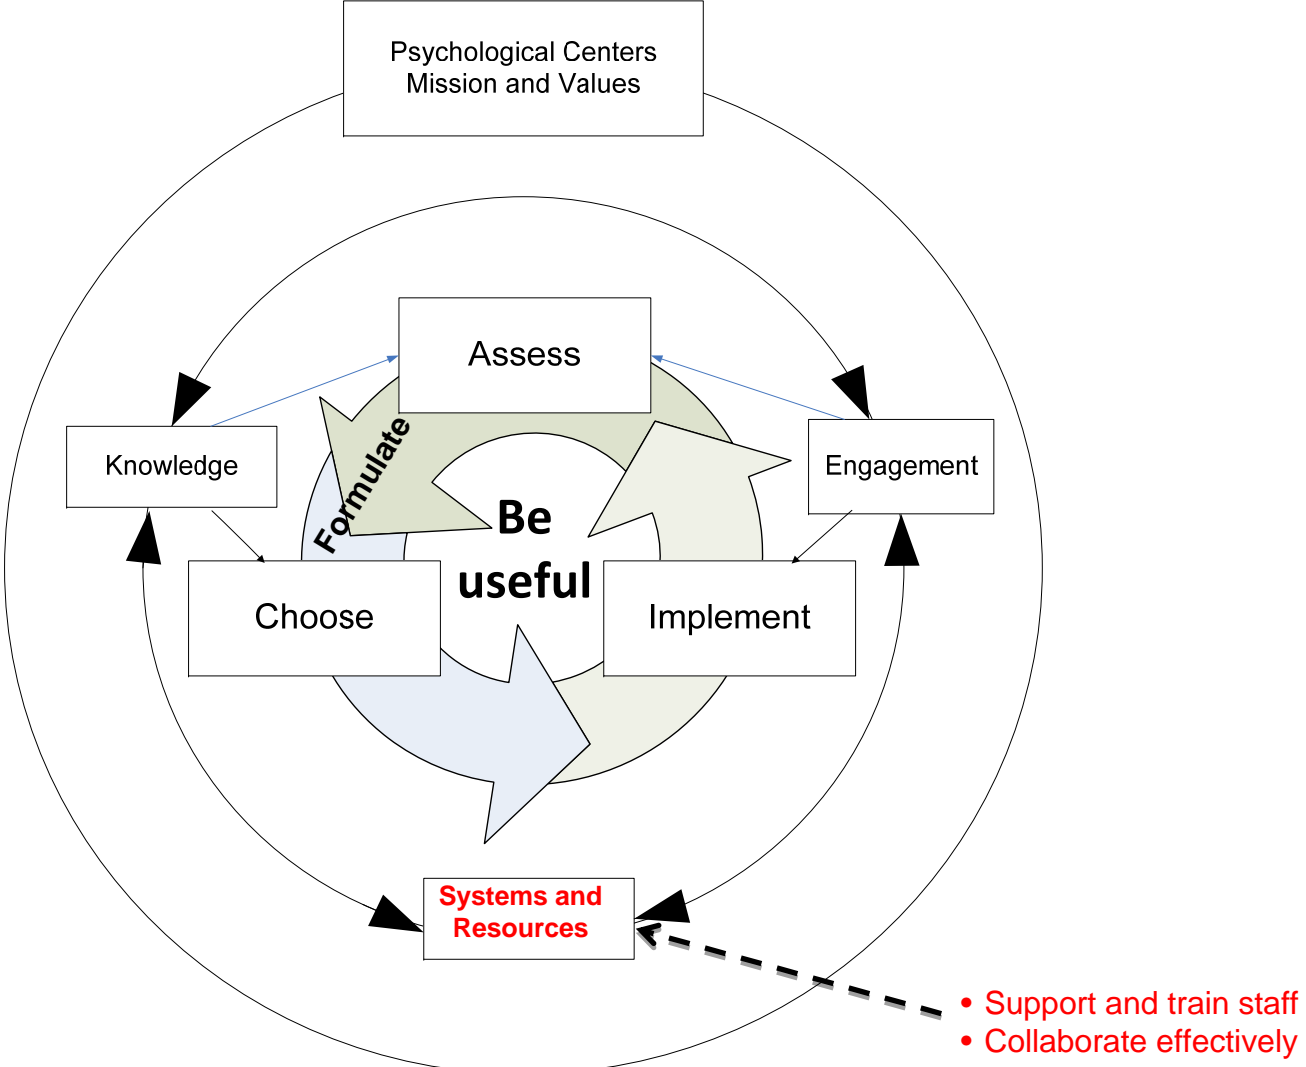 Psychological Centers
Mission and Values
Assess
Formulate
Knowledge
Engagement
Be
useful
Choose
Implement
Systems and
Resources
• Support and train staff
• Collaborate effectively